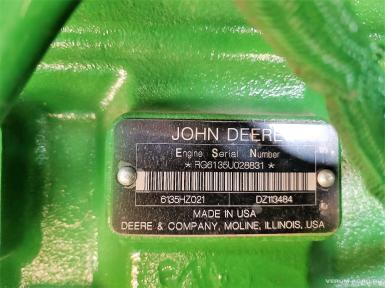 JOHN DEERE
Engine Serial Number
*RG6135U028831*
6135HZ021 DZ113484
MADE IN USA
DEERE & COMPANY, MOLINE, ILLINOIS, USA